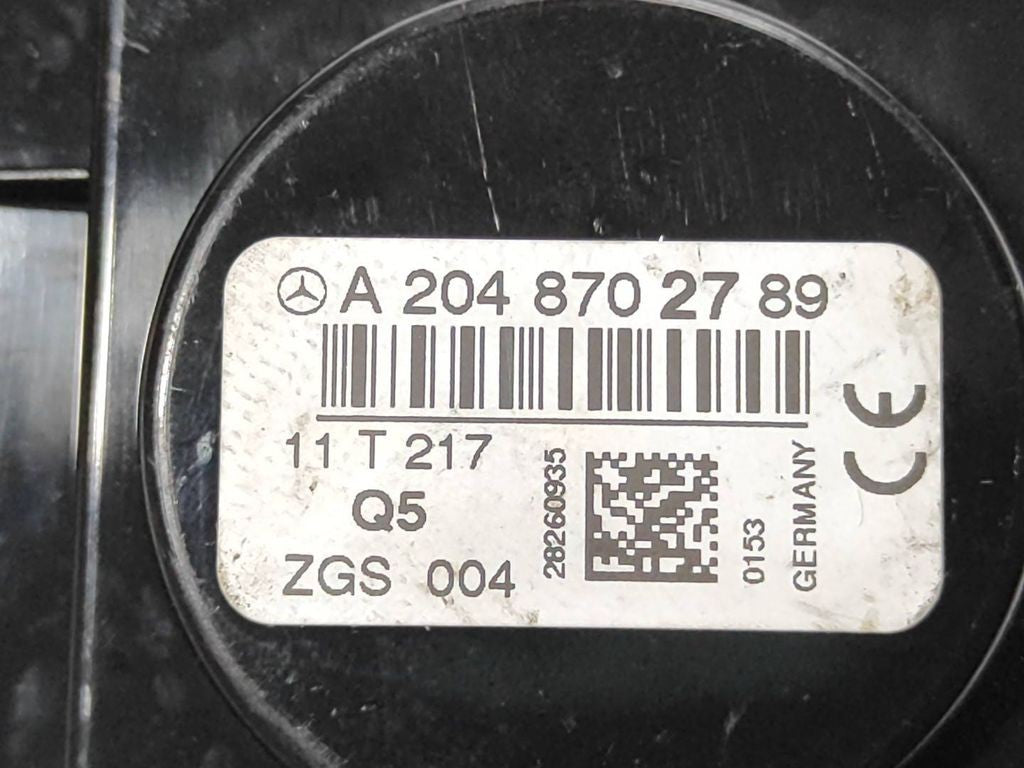 A 204 870 27 89
11 T 217
Q5
ZGS 004
28260935
0153
GERMANY
CE